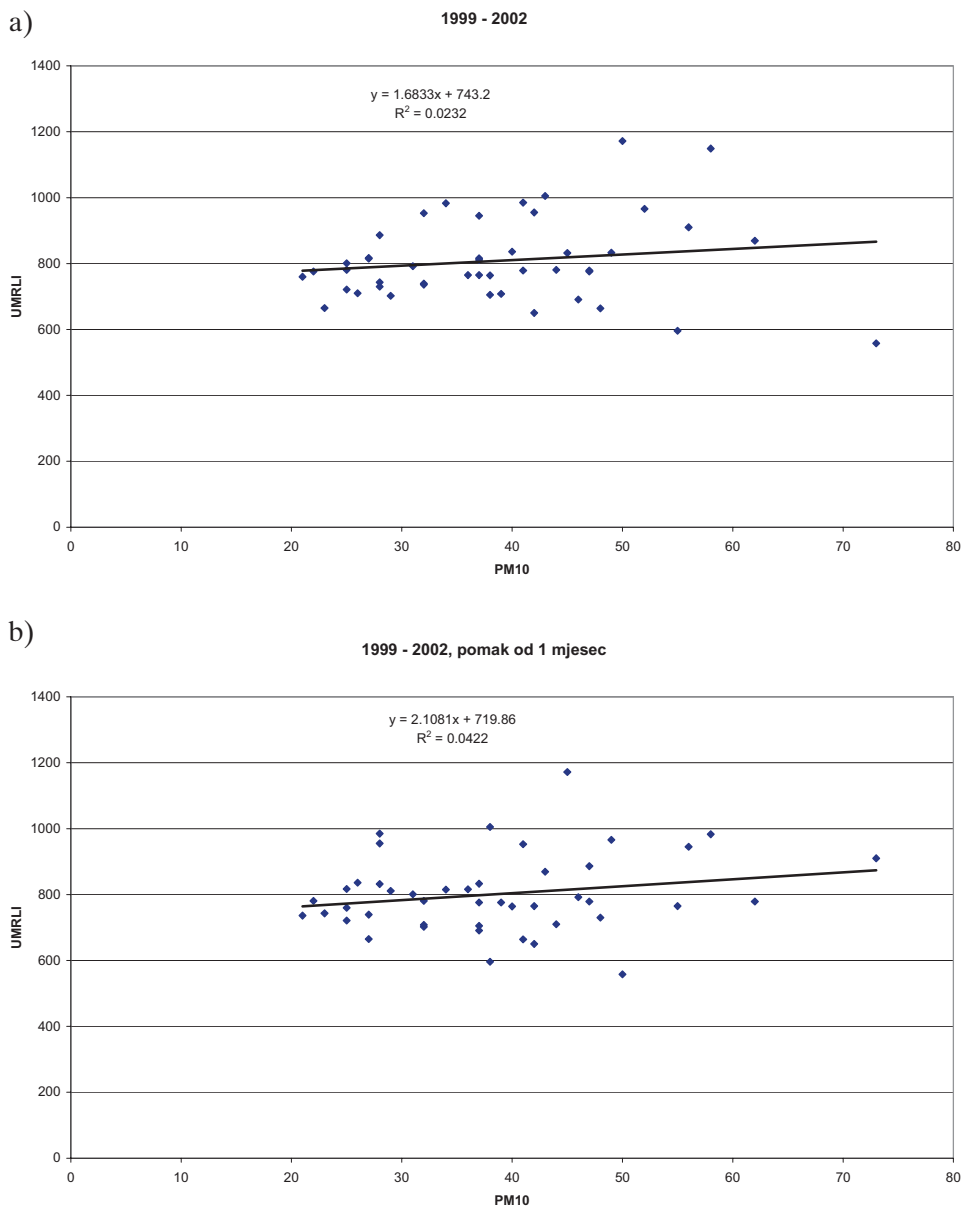 a)
1999 - 2002
1400
1200
1000
800
600
400
200
0
UMRLI
y = 1.6833x + 743.2
R² = 0.0232
0 10 20 30 40 50 60 70 80
PM10
b)
1999 - 2002, pomak od 1 mjesec
1400
1200
1000
800
600
400
200
0
UMRLI
y = 2.1081x + 719.86
R² = 0.0422
0 10 20 30 40 50 60 70 80
PM10